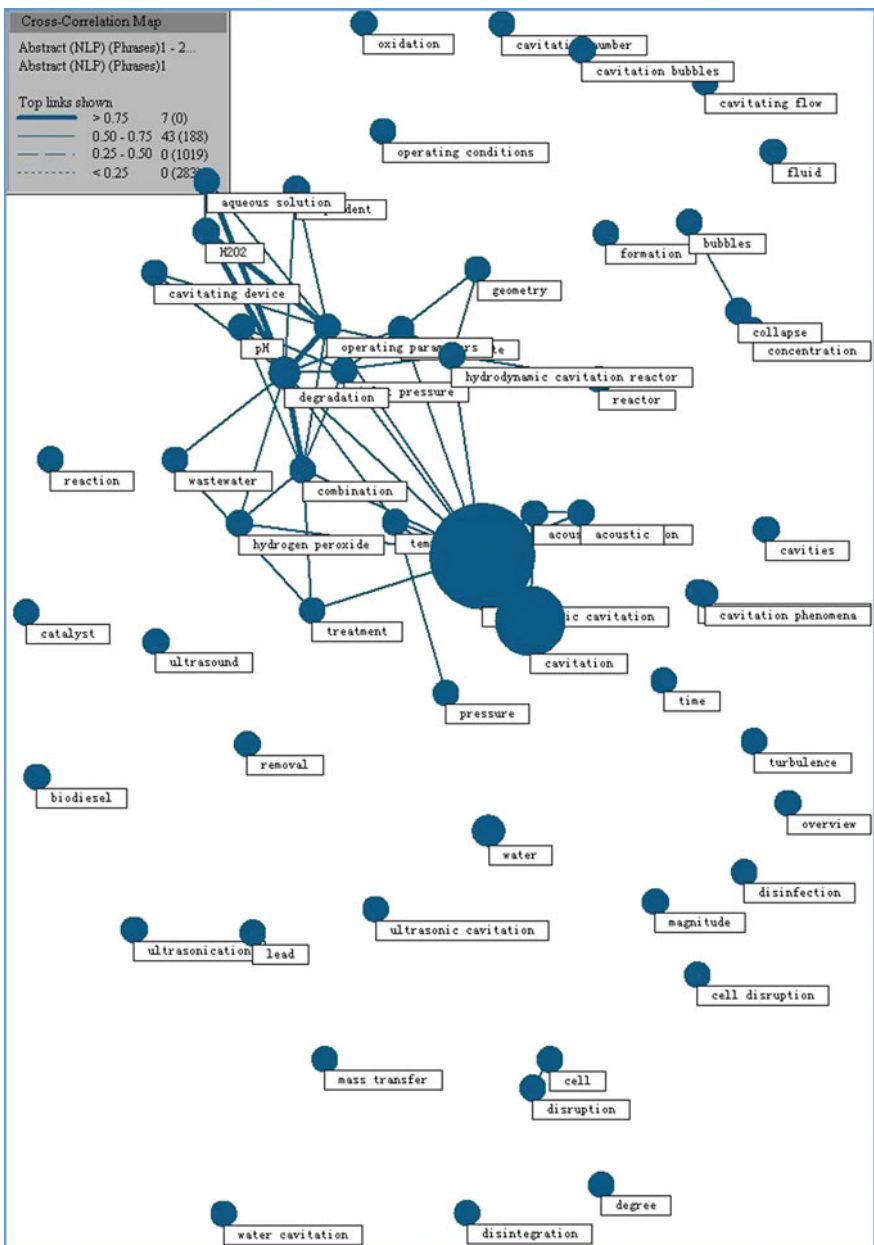 Cross-Correlation Map
Abstract (NLP) (Phrases)1 - 2...
Abstract (NLP) (Phrases)1
Top links shown
> 0.75 7 (0)
0.50 - 0.75 43 (188)
0.25 - 0.50 0 (1019)
< 0.25 0 (283)
oxidation
cavitation number
cavitation bubbles
cavitating flow
operating conditions
fluid
aqueous solution
H2O2
bubbles
formation
cavitating device
geometry
collapse
concentration
pH
operating parameters
hydrodynamic cavitation reactor
degradation
pressure
reactor
reaction
wastewater
combination
acoustic
hydrogen peroxide
cavities
cavitation
cavitation phenomena
catalyst
treatment
ultrasound
cavitation
time
pressure
removal
turbulence
biodiesel
overview
water
disinfection
magnitude
ultrasonic cavitation
ultrasonication
lead
cell disruption
mass transfer
cell
disruption
degree
water cavitation
disintegration